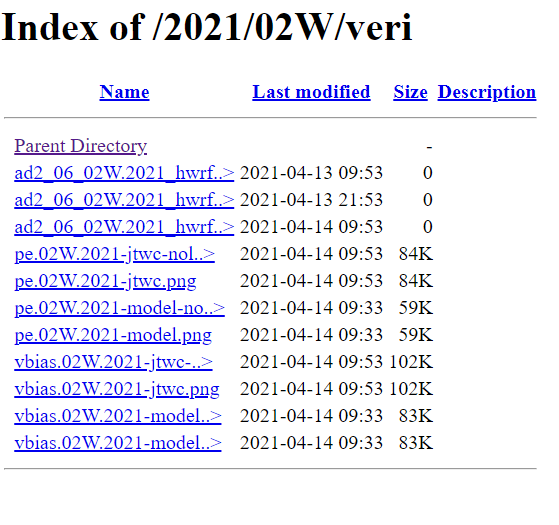 Index of /2021/02W/veri
Name Last modified Size Description
Parent Directory -
ad2_06_02W.2021_hwrf..> 2021-04-13 09:53 0
ad2_06_02W.2021_hwrf..> 2021-04-13 21:53 0
ad2_06_02W.2021_hwrf..> 2021-04-14 09:53 0
pe.02W.2021-jtwc-nol..> 2021-04-14 09:53 84K
pe.02W.2021-jtwc.png 2021-04-14 09:53 84K
pe.02W.2021-model-no..> 2021-04-14 09:33 59K
pe.02W.2021-model.png 2021-04-14 09:33 59K
vbias.02W.2021-jtwc-..> 2021-04-14 09:53 102K
vbias.02W.2021-jtwc.png 2021-04-14 09:53 102K
vbias.02W.2021-model..> 2021-04-14 09:33 83K
vbias.02W.2021-model..> 2021-04-14 09:33 83K